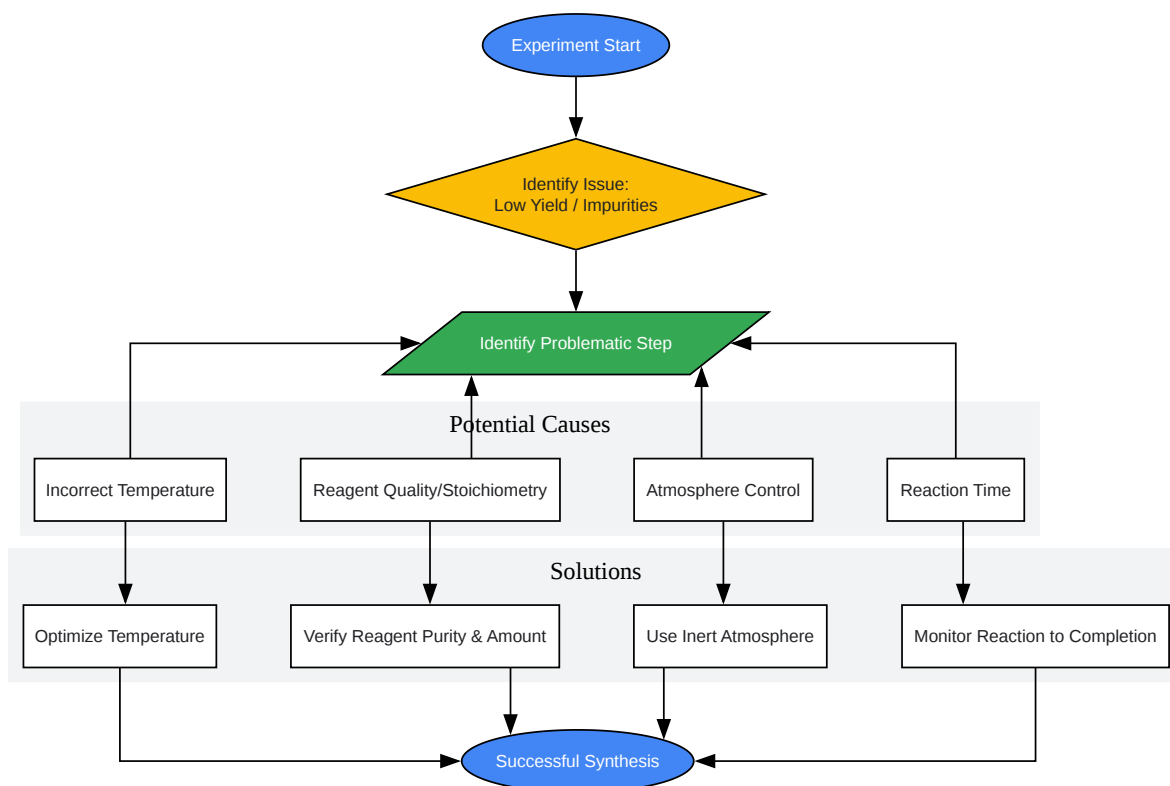 Experiment Start
Identify Issue:
Low Yield / Impurities
Identify Problematic Step
Potential Causes
Incorrect Temperature
Reagent Quality/Stoichiometry
Atmosphere Control
Reaction Time
Solutions
Optimize Temperature
Verify Reagent Purity & Amount
Use Inert Atmosphere
Monitor Reaction to Completion
Successful Synthesis